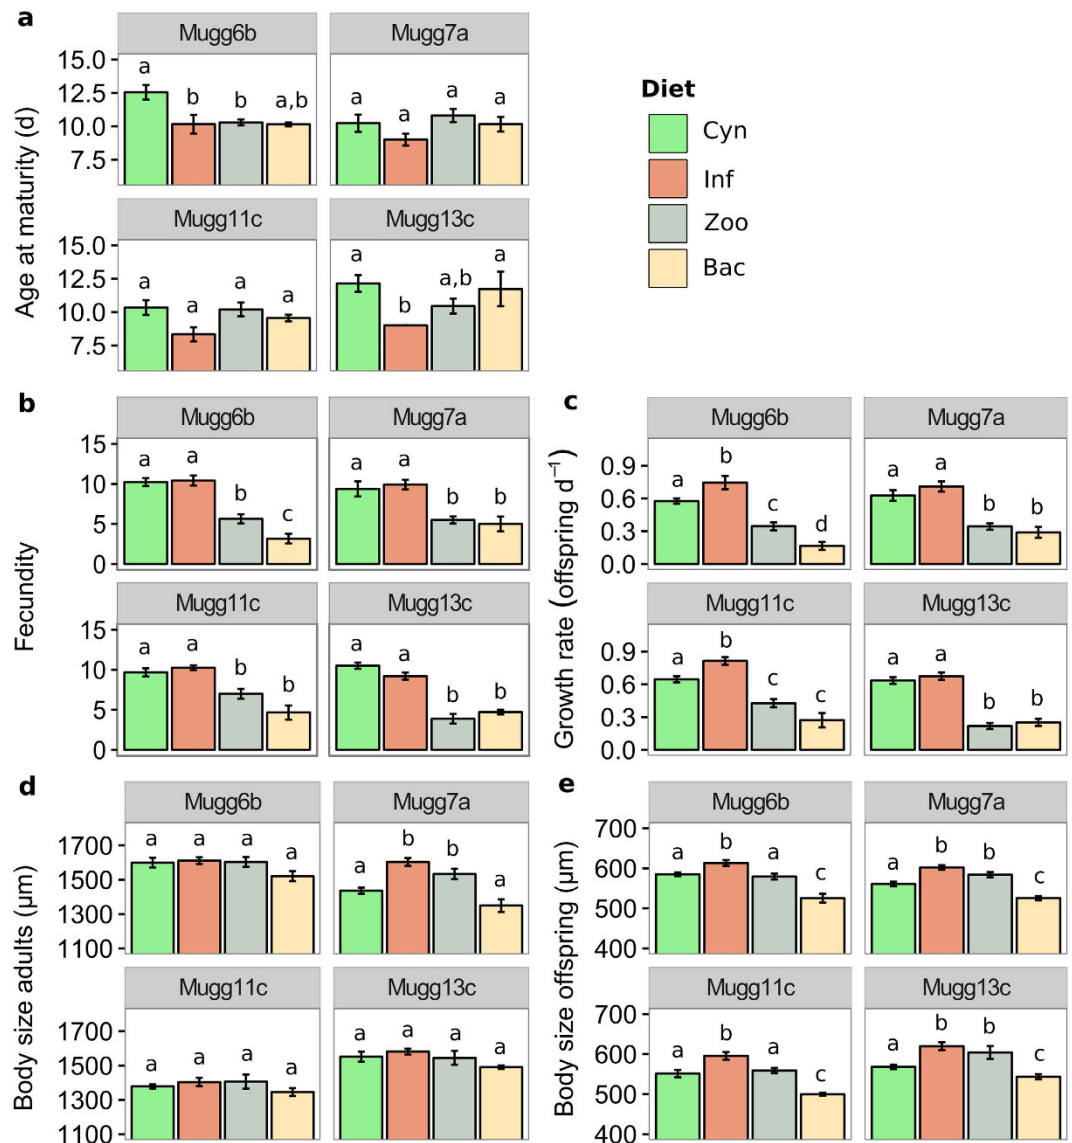 a
Mugg6b Mugg7a
Age at maturity (d)
15.0
12.5
10.0
7.5
a b b a,b
a a a a
Mugg11c Mugg13c
15.0
12.5
10.0
7.5
a a a a
a b a,b a
Diet
Cyn
Inf
Zoo
Bac
b
Mugg6b Mugg7a
Fecundity
15
10
5
0
a a b c
a a b b
Mugg11c Mugg13c
15
10
5
0
a a b b
a a b b
c
Mugg6b Mugg7a
Growth rate (offspring d⁻¹)
0.9
0.6
0.3
0.0
a b c d
a a b b
Mugg11c Mugg13c
0.9
0.6
0.3
0.0
a b c c
a a b b
d
Mugg6b Mugg7a
Body size adults (μm)
1700
1500
1300
1100
a a a a
a b b a
Mugg11c Mugg13c
1700
1500
1300
1100
a a a a
a a a a
e
Mugg6b Mugg7a
Body size offspring (μm)
700
600
500
400
a b a c
a b b c
Mugg11c Mugg13c
700
600
500
400
a b a c
a b b c